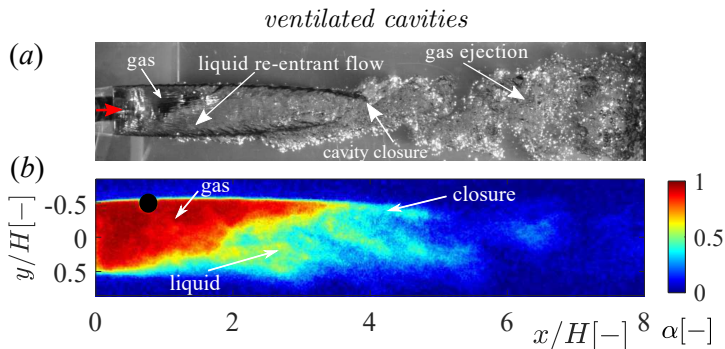 ventilated cavities
(a)
gas
liquid re-entrant flow
gas ejection
cavity closure
(b)
gas
closure
liquid
-0.5
0
0.5
y/H[-]
0 2 4 6 8
x/H[-]
1
0.5
0
α[-]